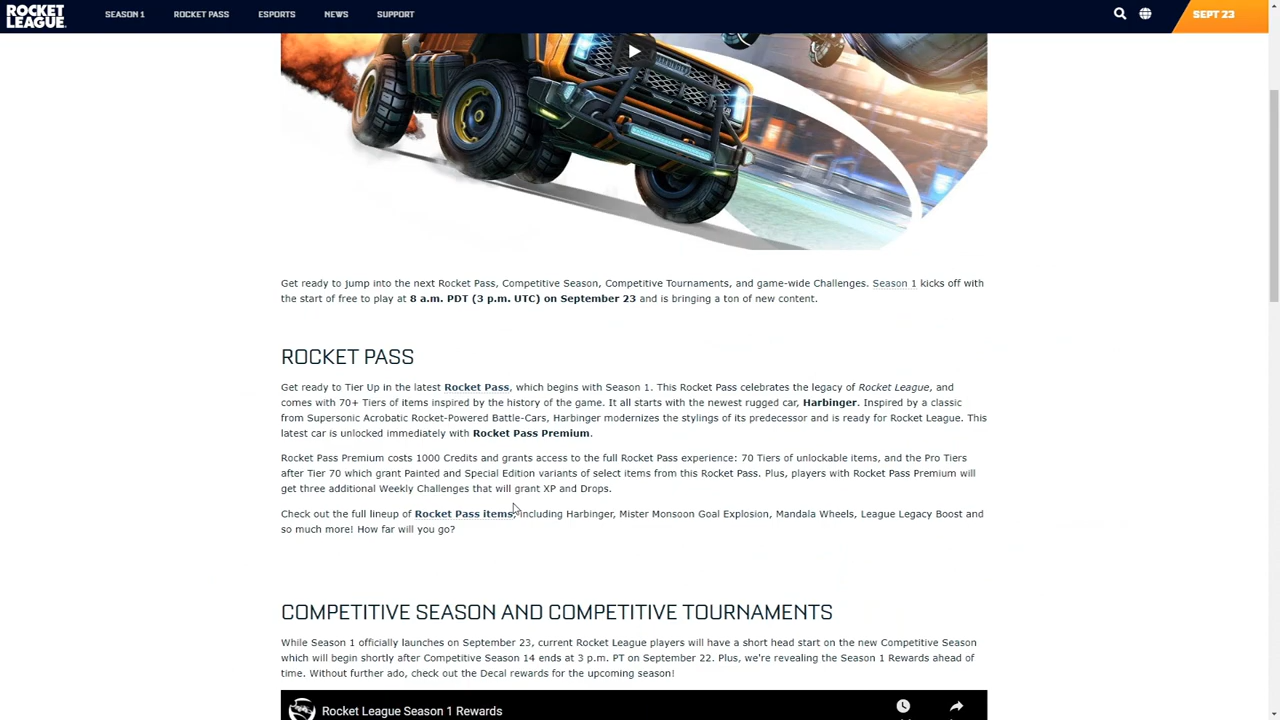 ROCKET LEAGUE.
SEASON 1 ROCKET PASS ESPORTS NEWS SUPPORT SEPT 23
Get ready to jump into the next Rocket Pass, Competitive Season, Competitive Tournaments, and game-wide Challenges. Season 1 kicks off with
the start of free to play at 8 a.m. PDT (3 p.m. UTC) on September 23 and is bringing a ton of new content.
ROCKET PASS
Get ready to Tier Up in the latest Rocket Pass, which begins with Season 1. This Rocket Pass celebrates the legacy of Rocket League, and
comes with 70+ Tiers of items inspired by the history of the game. It all starts with the newest rugged car, Harbinger. Inspired by a classic
from Supersonic Acrobatic Rocket-Powered Battle-Cars, Harbinger modernizes the stylings of its predecessor and is ready for Rocket League. This
latest car is unlocked immediately with Rocket Pass Premium.
Rocket Pass Premium costs 1000 Credits and grants access to the full Rocket Pass experience: 70 Tiers of unlockable items, and the Pro Tiers
after Tier 70 which grant Painted and Special Edition variants of select items from this Rocket Pass. Plus, players with Rocket Pass Premium will
get three additional Weekly Challenges that will grant XP and Drops.
Check out the full lineup of Rocket Pass items, including Harbinger, Mister Monsoon Goal Explosion, Mandala Wheels, League Legacy Boost and
so much more! How far will you go?
COMPETITIVE SEASON AND COMPETITIVE TOURNAMENTS
While Season 1 officially launches on September 23, current Rocket League players will have a short head start on the new Competitive Season
which will begin shortly after Competitive Season 14 ends at 3 p.m. PT on September 22. Plus, we're revealing the Season 1 Rewards ahead of
time. Without further ado, check out the Decal rewards for the upcoming season!
Rocket League Season 1 Rewards